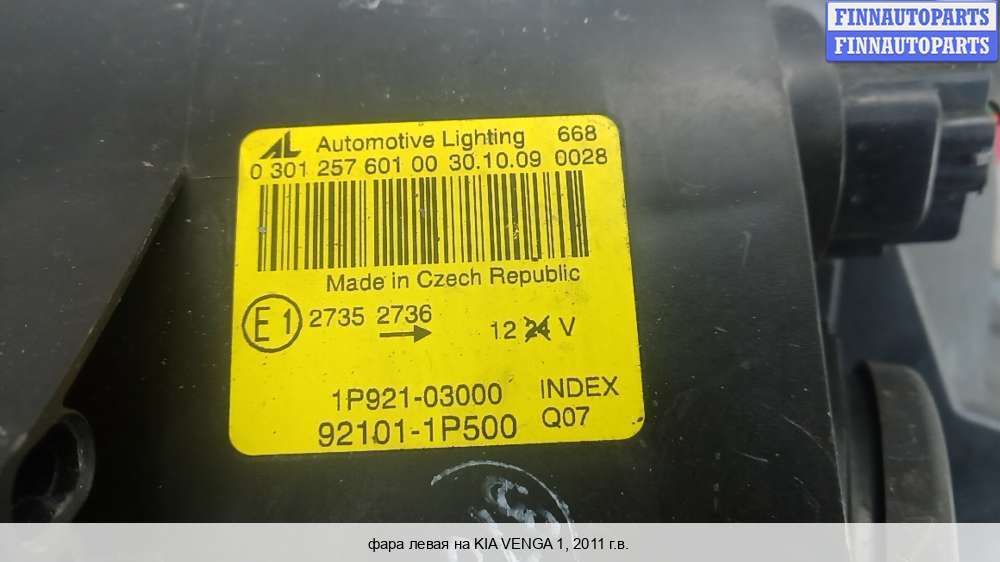 FINNAUTOPARTS
FINNAUTOPARTS
AL Automotive Lighting 668
0 301 257 601 00 30.10.09 0028
Made in Czech Republic
E1 2735 2736 → 12 24 V
1P921-03000 INDEX
92101-1P500 Q07
фара левая на KIA VENGA 1, 2011 г.в.